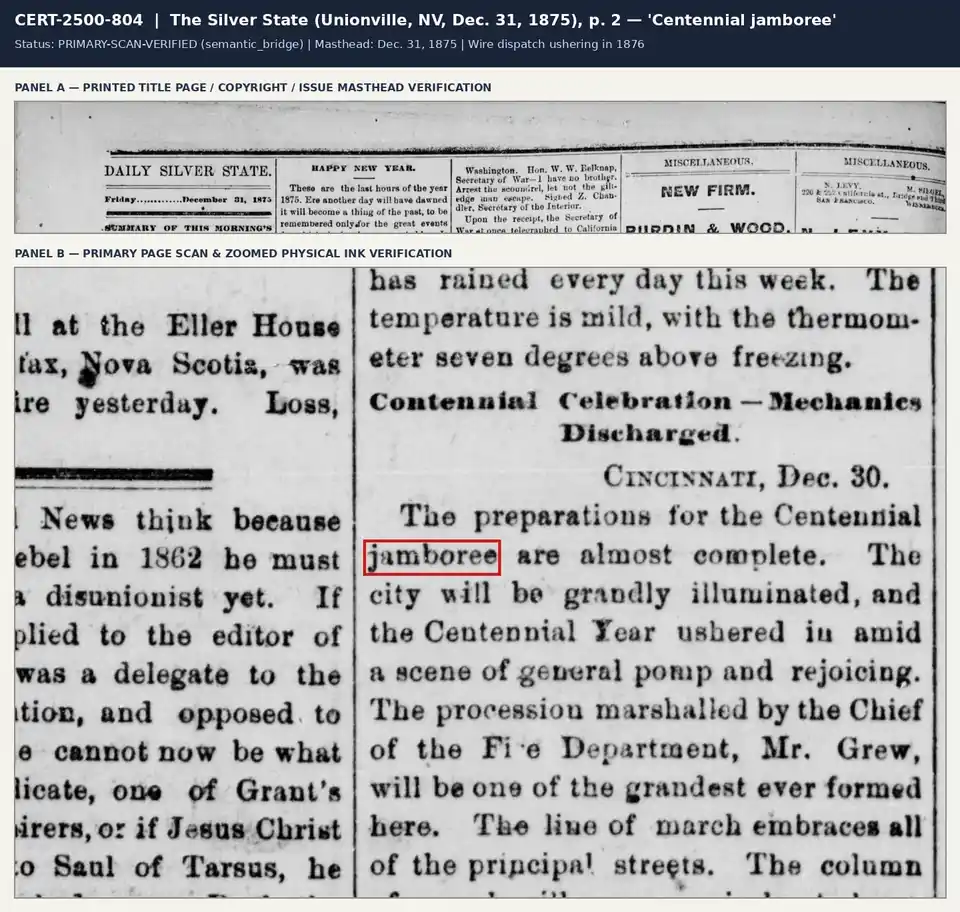 CERT-2500-804 | The Silver State (Unionville, NV, Dec. 31, 1875), p. 2 — 'Centennial jamboree'
Status: PRIMARY-SCAN-VERIFIED (semantic_bridge) | Masthead: Dec. 31, 1875 | Wire dispatch ushering in 1876
PANEL A — PRINTED TITLE PAGE / COPYRIGHT / ISSUE MASTHEAD VERIFICATION
DAILY SILVER STATE.
Friday............December 31, 1875
SUMMARY OF THIS MORNING'S
HAPPY NEW YEAR.
These are the last hours of the year
1875. Ere another day will have dawned
it will become a thing of the past, to be
remembered only for the great events
Washington. Hon. W. W. Belknap,
Secretary of War—I have no brother.
Arrest the scoundrel, let not the gilt-
edge man escape. Signed Z. Chan-
dler, Secretary of the Interior.
Upon the receipt, the Secretary of
War at once telegraphed to California
MISCELLANEOUS.
NEW FIRM.
PURDIN & WOOD.
MISCELLANEOUS.
N. LEVY,
SAN FRANCISCO.
PANEL B — PRIMARY PAGE SCAN & ZOOMED PHYSICAL INK VERIFICATION
ll at the Eller House
fax, Nova Scotia, was
ire yesterday. Loss,
News think because
ebel in 1862 he must
a disunionist yet. If
plied to the editor of
was a delegate to the
tion, and opposed to
e cannot now be what
licate, one of Grant's
irers, or if Jesus Christ
o Saul of Tarsus, he
has rained every day this week. The
temperature is mild, with the thermom-
eter seven degrees above freezing.
Contennial Celebration — Mechanics
Discharged.
CINCINNATI, Dec. 30.
The preparations for the Centennial
jamboree are almost complete. The
city will be grandly illuminated, and
the Centennial Year ushered in amid
a scene of general pomp and rejoicing.
The procession marshalled by the Chief
of the Fi e Department, Mr. Grew,
will be one of the grandest ever formed
here. The line of march embraces all
of the principal streets. The column